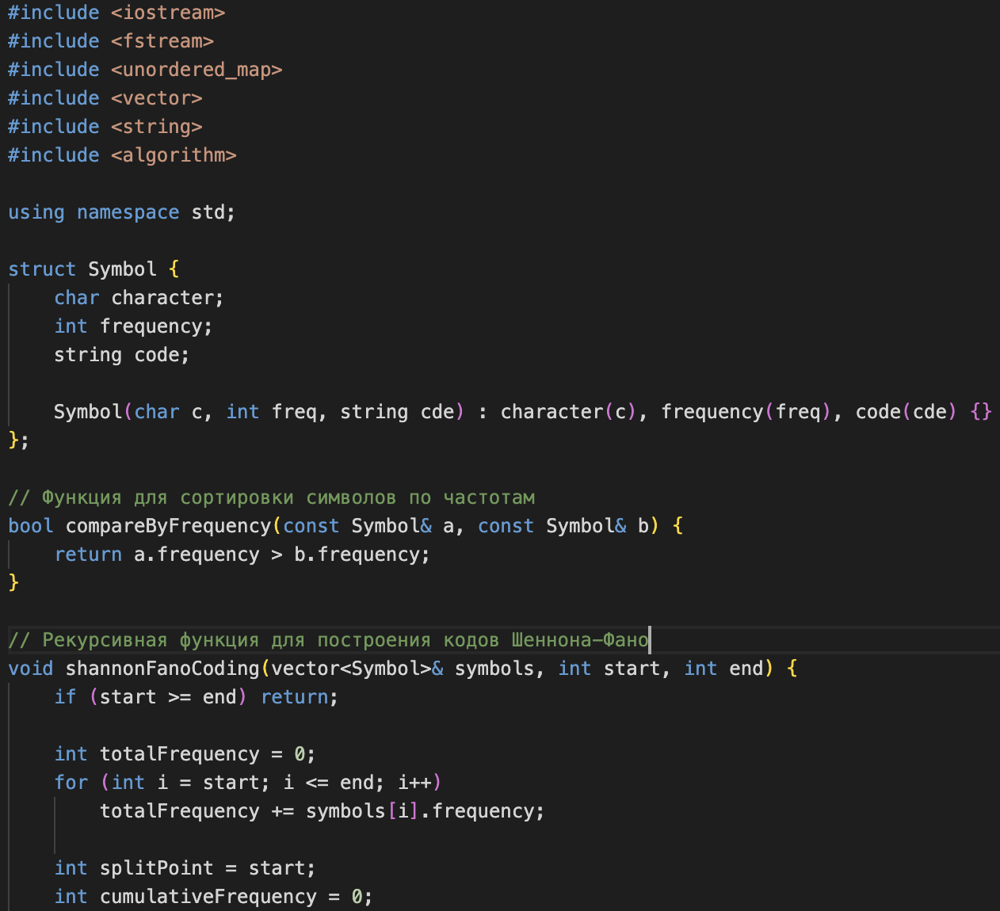 #include <iostream>
#include <fstream>
#include <unordered_map>
#include <vector>
#include <string>
#include <algorithm>
using namespace std;
struct Symbol {
char character;
int frequency;
string code;
Symbol(char c, int freq, string cde) : character(c), frequency(freq), code(cde) {}
};
// Функция для сортировки символов по частотам
bool compareByFrequency(const Symbol& a, const Symbol& b) {
return a.frequency > b.frequency;
}
// Рекурсивная функция для построения кодов Шеннона—Фано
void shannonFanoCoding(vector<Symbol>& symbols, int start, int end) {
if (start >= end) return;
int totalFrequency = 0;
for (int i = start; i <= end; i++)
totalFrequency += symbols[i].frequency;
int splitPoint = start;
int cumulativeFrequency = 0;